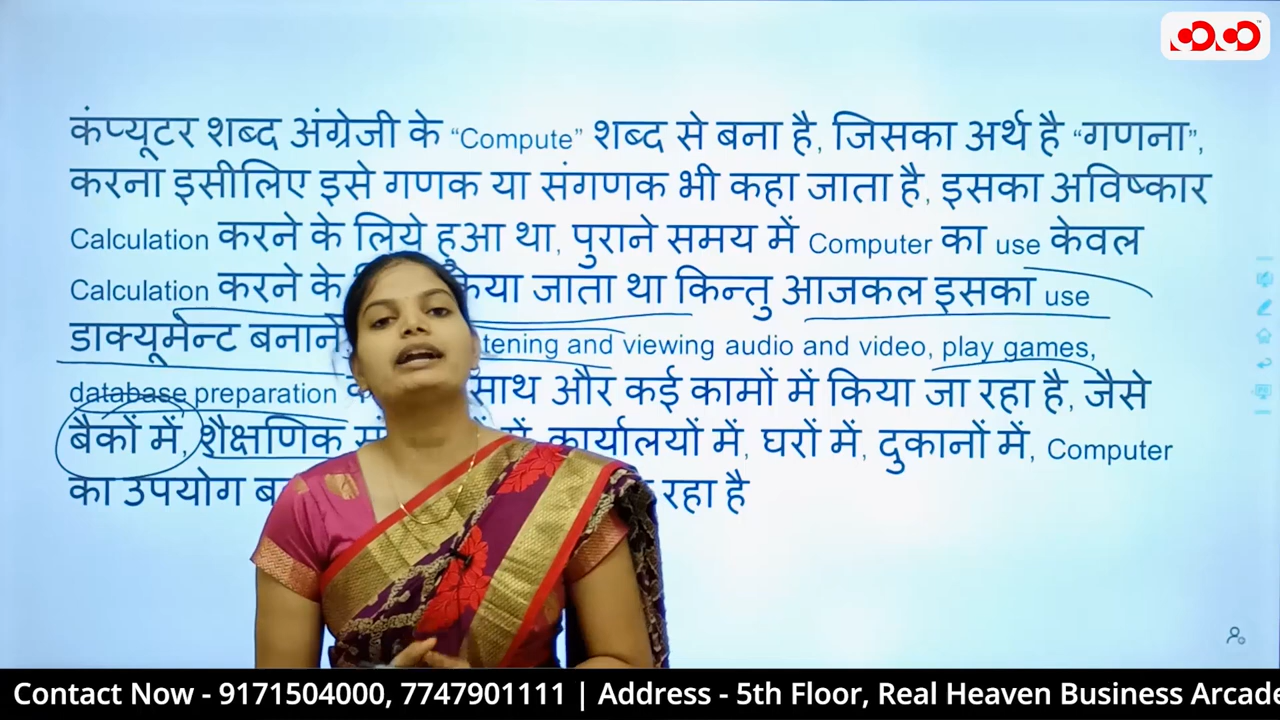 कंप्यूटर शब्द अंग्रेजी के “Compute” शब्द से बना है, जिसका अर्थ है “गणना”,
करना इसीलिए इसे गणक या संगणक भी कहा जाता है, इसका अविष्कार
Calculation करने के लिये हुआ था, पुराने समय में Computer का use केवल
Calculation करने के किया जाता था किन्तु आजकल इसका use
डाक्यूमेन्ट बनाने tening and viewing audio and video, play games,
database preparation साथ और कई कामों में किया जा रहा है, जैसे
बैकों में, शैक्षणिक में, कार्यालयों में, घरों में, दुकानों में, Computer
का उपयोग रहा है
Contact Now - 9171504000, 7747901111 | Address - 5th Floor, Real Heaven Business Arcade